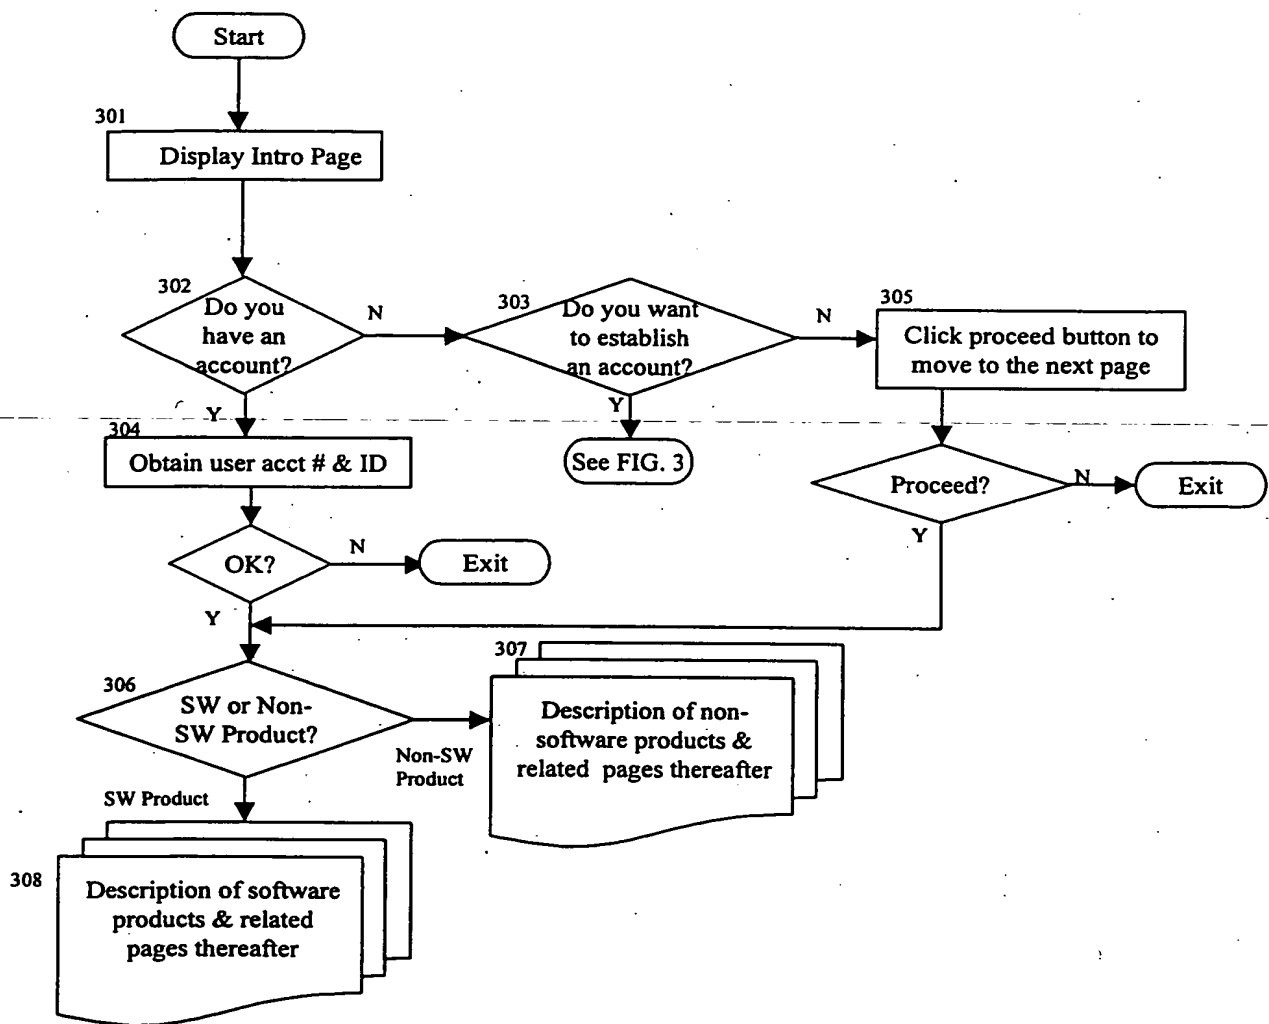 Start
301
Display Intro Page
302
Do you
have an
account?
N
303
Do you want
to establish
an account?
N
305
Click proceed button to
move to the next page
Y
304
Obtain user acct # & ID
Y
See FIG. 3
Proceed?
N
Exit
Y
OK?
N
Exit
Y
306
SW or Non-
SW Product?
Non-SW
Product
307
Description of non-
software products &
related pages thereafter
SW Product
308
Description of software
products & related
pages thereafter